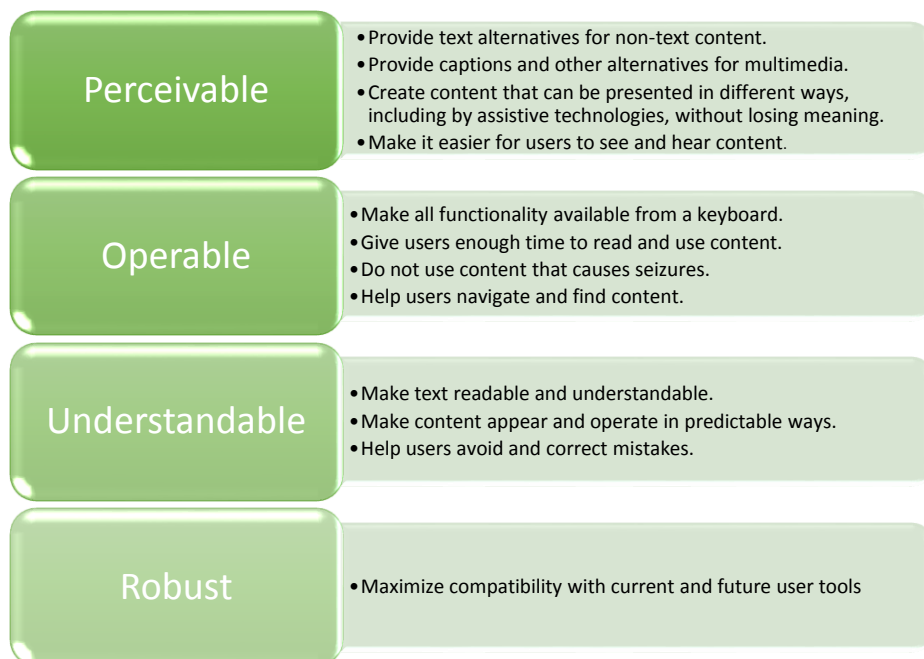 Perceivable
•Provide text alternatives for non-text content.
•Provide captions and other alternatives for multimedia.
•Create content that can be presented in different ways,
including by assistive technologies, without losing meaning.
•Make it easier for users to see and hear content.
Operable
•Make all functionality available from a keyboard.
•Give users enough time to read and use content.
•Do not use content that causes seizures.
•Help users navigate and find content.
Understandable
•Make text readable and understandable.
•Make content appear and operate in predictable ways.
•Help users avoid and correct mistakes.
Robust
•Maximize compatibility with current and future user tools